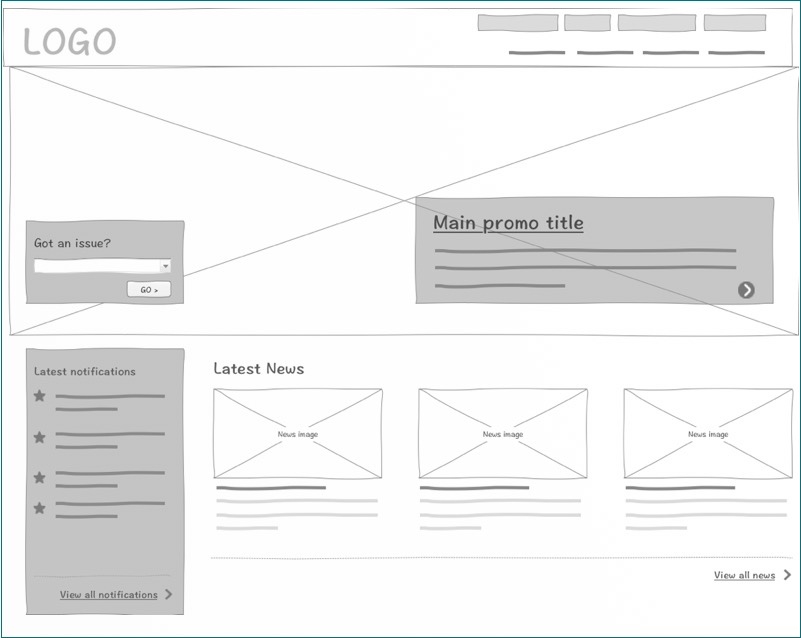 LOGO
Main promo title
Got an issue?
GO >
Latest notifications
View all notifications
Latest News
News image
News image
News image
View all news